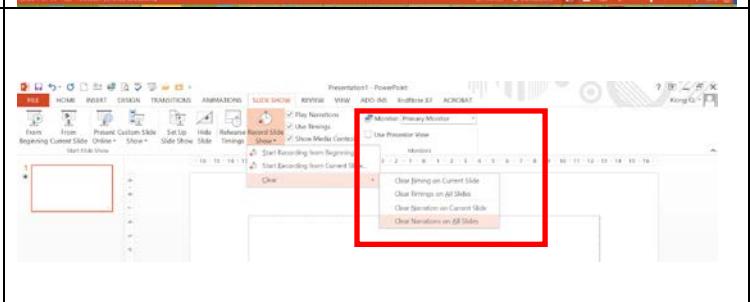 Presentation1 - PowerPoint
FILE HOME INSERT DESIGN TRANSITIONS ANIMATIONS SLIDE SHOW REVIEW VIEW ADD-INS EndNote X7 ACROBAT
From Beginning
From Current Slide
Present Online
Custom Slide Show
Set Up Slide Show
Hide Slide
Rehearse Timings
Record Slide Show
Play Narrations
Use Timings
Show Media Controls
Monitor: Primary Monitor
Use Presenter View
Start Slide Show
Monitors
Start Recording from Beginning...
Start Recording from Current Slide...
Clear
Clear Timing on Current Slide
Clear Timings on All Slides
Clear Narration on Current Slide
Clear Narrations on All Slides
1